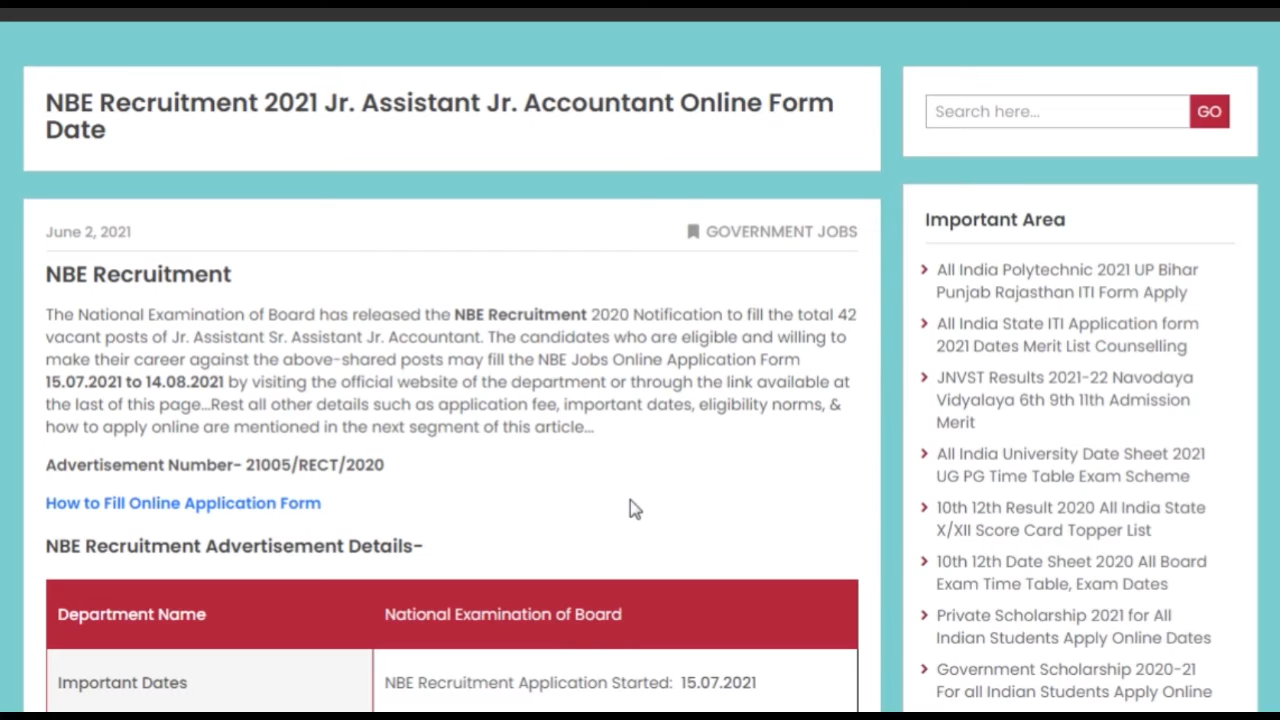 NBE Recruitment 2021 Jr. Assistant Jr. Accountant Online Form
Date
June 2, 2021
GOVERNMENT JOBS
NBE Recruitment
The National Examination of Board has released the NBE Recruitment 2020 Notification to fill the total 42
vacant posts of Jr. Assistant Sr. Assistant Jr. Accountant. The candidates who are eligible and willing to
make their career against the above-shared posts may fill the NBE Jobs Online Application Form
15.07.2021 to 14.08.2021 by visiting the official website of the department or through the link available at
the last of this page...Rest all other details such as application fee, important dates, eligibility norms, &
how to apply online are mentioned in the next segment of this article...
Advertisement Number- 21005/RECT/2020
How to Fill Online Application Form
NBE Recruitment Advertisement Details-
Department Name
National Examination of Board
Important Dates
NBE Recruitment Application Started: 15.07.2021
Search here...
GO
Important Area
All India Polytechnic 2021 UP Bihar
Punjab Rajasthan ITI Form Apply
All India State ITI Application form
2021 Dates Merit List Counselling
JNVST Results 2021-22 Navodaya
Vidyalaya 6th 9th 11th Admission
Merit
All India University Date Sheet 2021
UG PG Time Table Exam Scheme
10th 12th Result 2020 All India State
X/XII Score Card Topper List
10th 12th Date Sheet 2020 All Board
Exam Time Table, Exam Dates
Private Scholarship 2021 for All
Indian Students Apply Online Dates
Government Scholarship 2020-21
For all Indian Students Apply Online